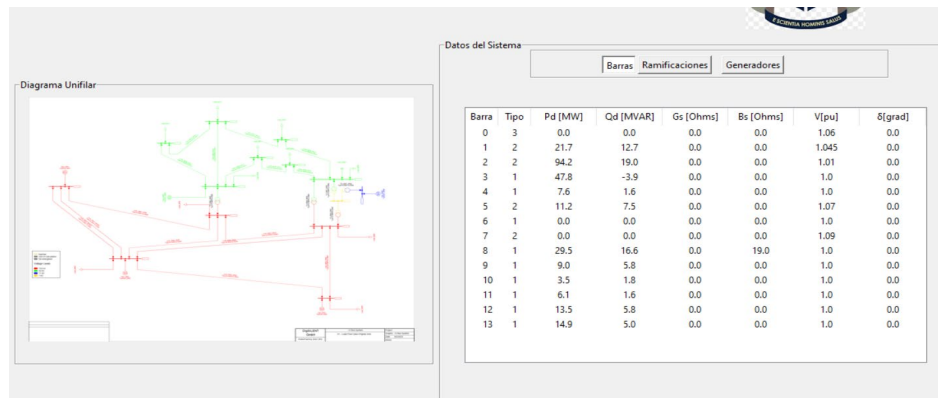 E SCIENTIA HOMINIS SALUS
Datos del Sistema
Barras Ramificaciones Generadores
Diagrama Unifilar
Barra Tipo Pd [MW] Qd [MVAR] Gs [Ohms] Bs [Ohms] V[pu] δ[grad]
0 3 0.0 0.0 0.0 0.0 1.06 0.0
1 2 21.7 12.7 0.0 0.0 1.045 0.0
2 2 94.2 19.0 0.0 0.0 1.01 0.0
3 1 47.8 -3.9 0.0 0.0 1.0 0.0
4 1 7.6 1.6 0.0 0.0 1.0 0.0
5 2 11.2 7.5 0.0 0.0 1.07 0.0
6 1 0.0 0.0 0.0 0.0 1.0 0.0
7 2 0.0 0.0 0.0 0.0 1.09 0.0
8 1 29.5 16.6 0.0 19.0 1.0 0.0
9 1 9.0 5.8 0.0 0.0 1.0 0.0
10 1 3.5 1.8 0.0 0.0 1.0 0.0
11 1 6.1 1.6 0.0 0.0 1.0 0.0
12 1 13.5 5.8 0.0 0.0 1.0 0.0
13 1 14.9 5.0 0.0 0.0 1.0 0.0